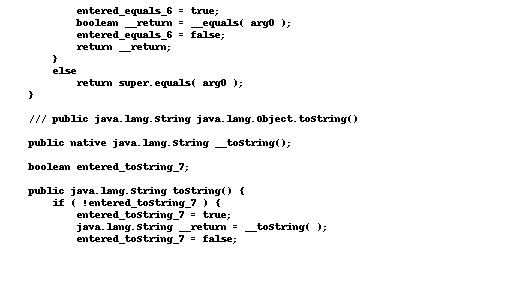 entered_equals_6 = true;
boolean __return = __equals( arg0 );
entered_equals_6 = false;
return __return;
}
else
return super.equals( arg0 );
}
/// public java.lang.String java.lang.Object.toString()
public native java.lang.String __toString();
boolean entered_toString_7;
public java.lang.String toString() {
if ( !entered_toString_7 ) {
entered_toString_7 = true;
java.lang.String __return = __toString( );
entered_toString_7 = false;